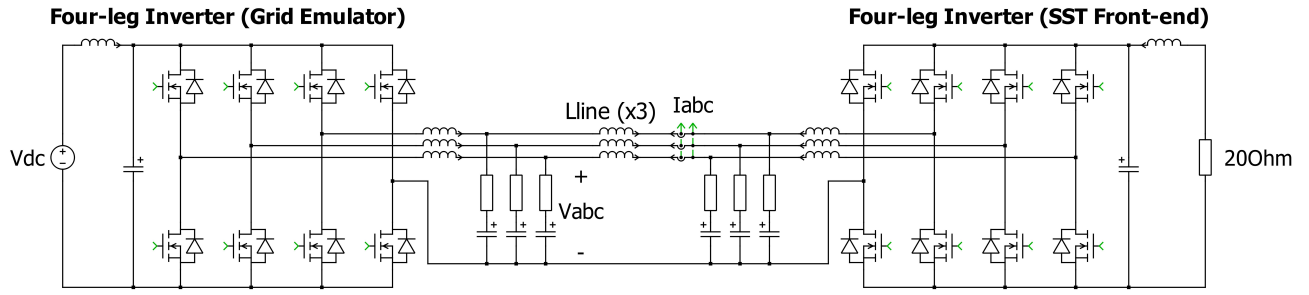 Four-leg Inverter (Grid Emulator)
Four-leg Inverter (SST Front-end)
Lline (x3)
Iabc
Vdc
+
-
20Ohm
+
Vabc
-